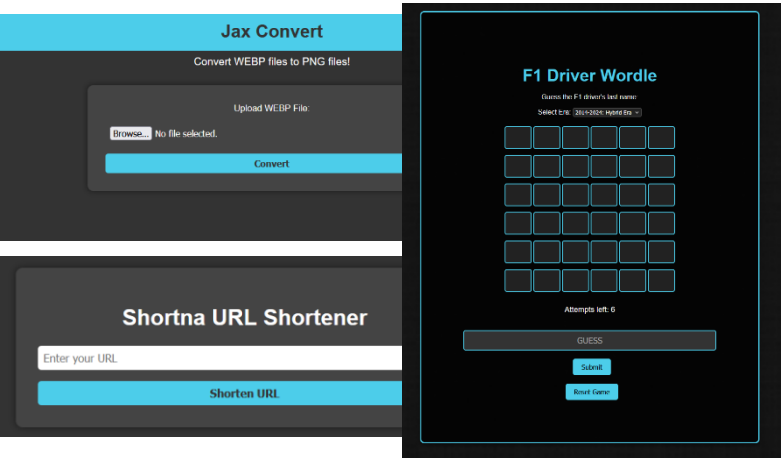 Jax Convert
Convert WEBP files to PNG files!
Upload WEBP File:
Browse... No file selected.
Convert
Shortna URL Shortener
Enter your URL
Shorten URL
F1 Driver Wordle
Guess the F1 driver's last name
Select Era: 2014-2024: Hybrid Era
Attempts left: 6
GUESS
Submit
Reset Game